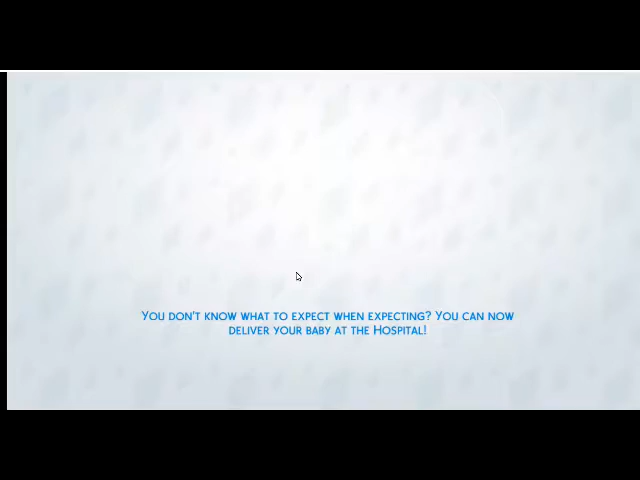 You don't know what to expect when expecting? You can now
deliver your baby at the Hospital!